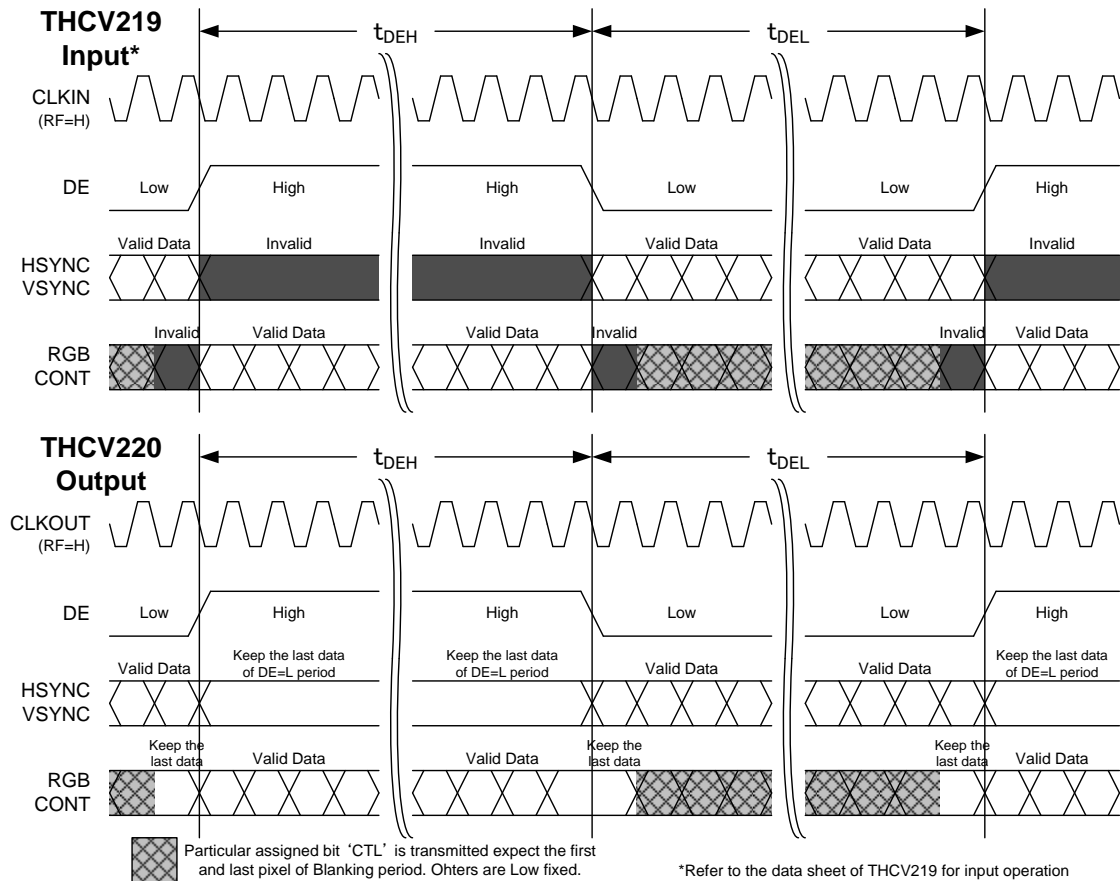 THCV219
Input*
tDEH
tDEL
CLKIN
(RF=H)
DE
Low
High
High
Low
Low
High
Valid Data
Invalid
Invalid
Valid Data
Valid Data
Invalid
HSYNC
VSYNC
Invalid
Valid Data
Valid Data
Invalid
Invalid
Valid Data
RGB
CONT
THCV220
Output
tDEH
tDEL
CLKOUT
(RF=H)
DE
Low
High
High
Low
Low
High
Valid Data
Keep the last data
of DE=L period
Keep the last data
of DE=L period
Valid Data
Valid Data
Keep the last data
of DE=L period
HSYNC
VSYNC
Keep the
last data
Valid Data
Valid Data
Keep the
last data
Keep the
last data
Valid Data
RGB
CONT
Particular assigned bit ‘CTL’ is transmitted expect the first
and last pixel of Blanking period. Ohters are Low fixed.
*Refer to the data sheet of THCV219 for input operation